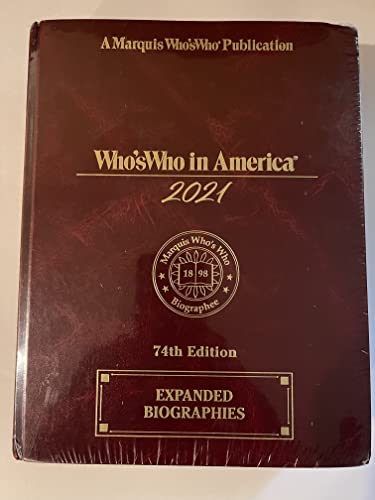 A Marquis Who'sWho® Publication
Who'sWho in America®
2021
Marquis Who's Who
18 98
Biographee
74th Edition
EXPANDED
BIOGRAPHIES